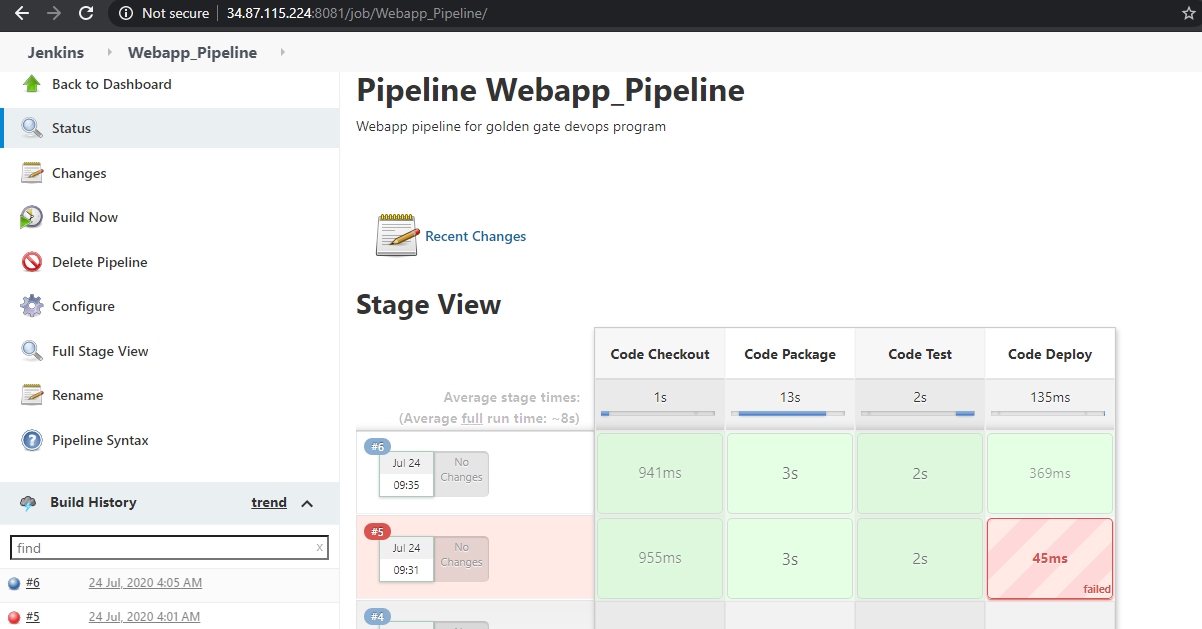 Not secure 34.87.115.224:8081/job/Webapp_Pipeline/
Jenkins Webapp_Pipeline
Back to Dashboard
Status
Changes
Build Now
Delete Pipeline
Configure
Full Stage View
Rename
Pipeline Syntax
Build History trend
find x
#6 24 Jul, 2020 4:05 AM
#5 24 Jul, 2020 4:01 AM
Pipeline Webapp_Pipeline
Webapp pipeline for golden gate devops program
Recent Changes
Stage View
Code Checkout Code Package Code Test Code Deploy
Average stage times: 1s 13s 2s 135ms
(Average full run time: ~8s)
#6
Jul 24 No
09:35 Changes
941ms 3s 2s 369ms
#5
Jul 24 No
09:31 Changes
955ms 3s 2s 45ms
failed
#4